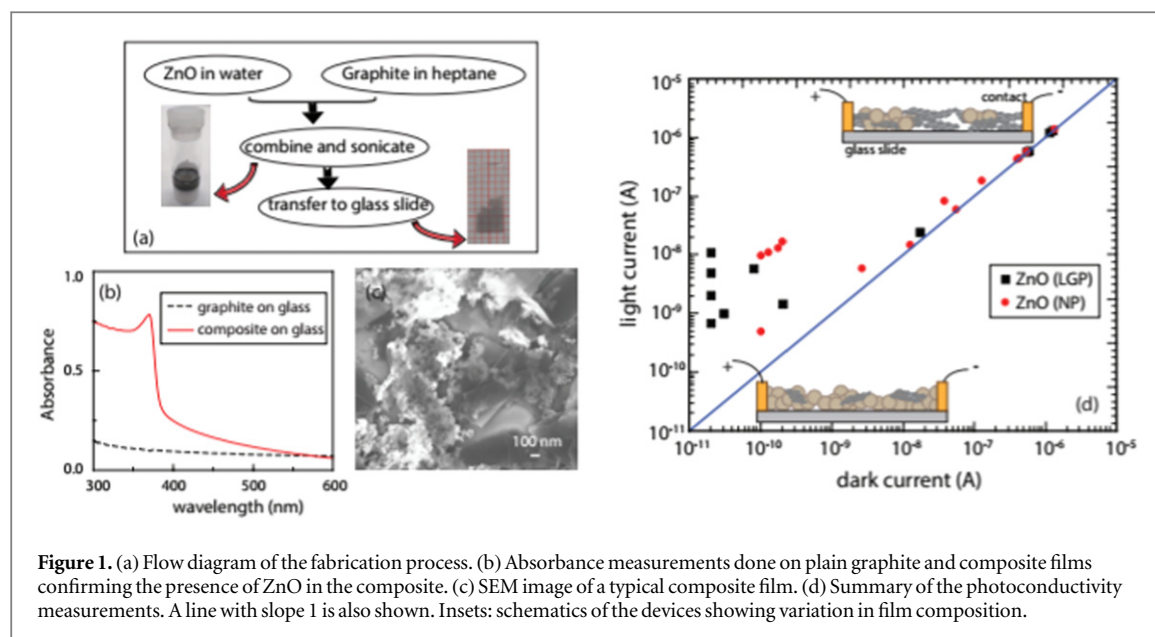 ZnO in water
Graphite in heptane
combine and sonicate
transfer to glass slide
(a)
1.0
(b)
graphite on glass
composite on glass
Absorbance
0.5
0.0
300
400
500
600
wavelength (nm)
(c)
100 nm
10⁻⁵
10⁻⁶
10⁻⁷
10⁻⁸
10⁻⁹
10⁻¹⁰
10⁻¹¹
light current (A)
+
-
contact
glass slide
ZnO (LGP)
ZnO (NP)
+
-
(d)
10⁻¹¹
10⁻¹⁰
10⁻⁹
10⁻⁸
10⁻⁷
10⁻⁶
10⁻⁵
dark current (A)
Figure 1. (a) Flow diagram of the fabrication process. (b) Absorbance measurements done on plain graphite and composite films
confirming the presence of ZnO in the composite. (c) SEM image of a typical composite film. (d) Summary of the photoconductivity
measurements. A line with slope 1 is also shown. Insets: schematics of the devices showing variation in film composition.